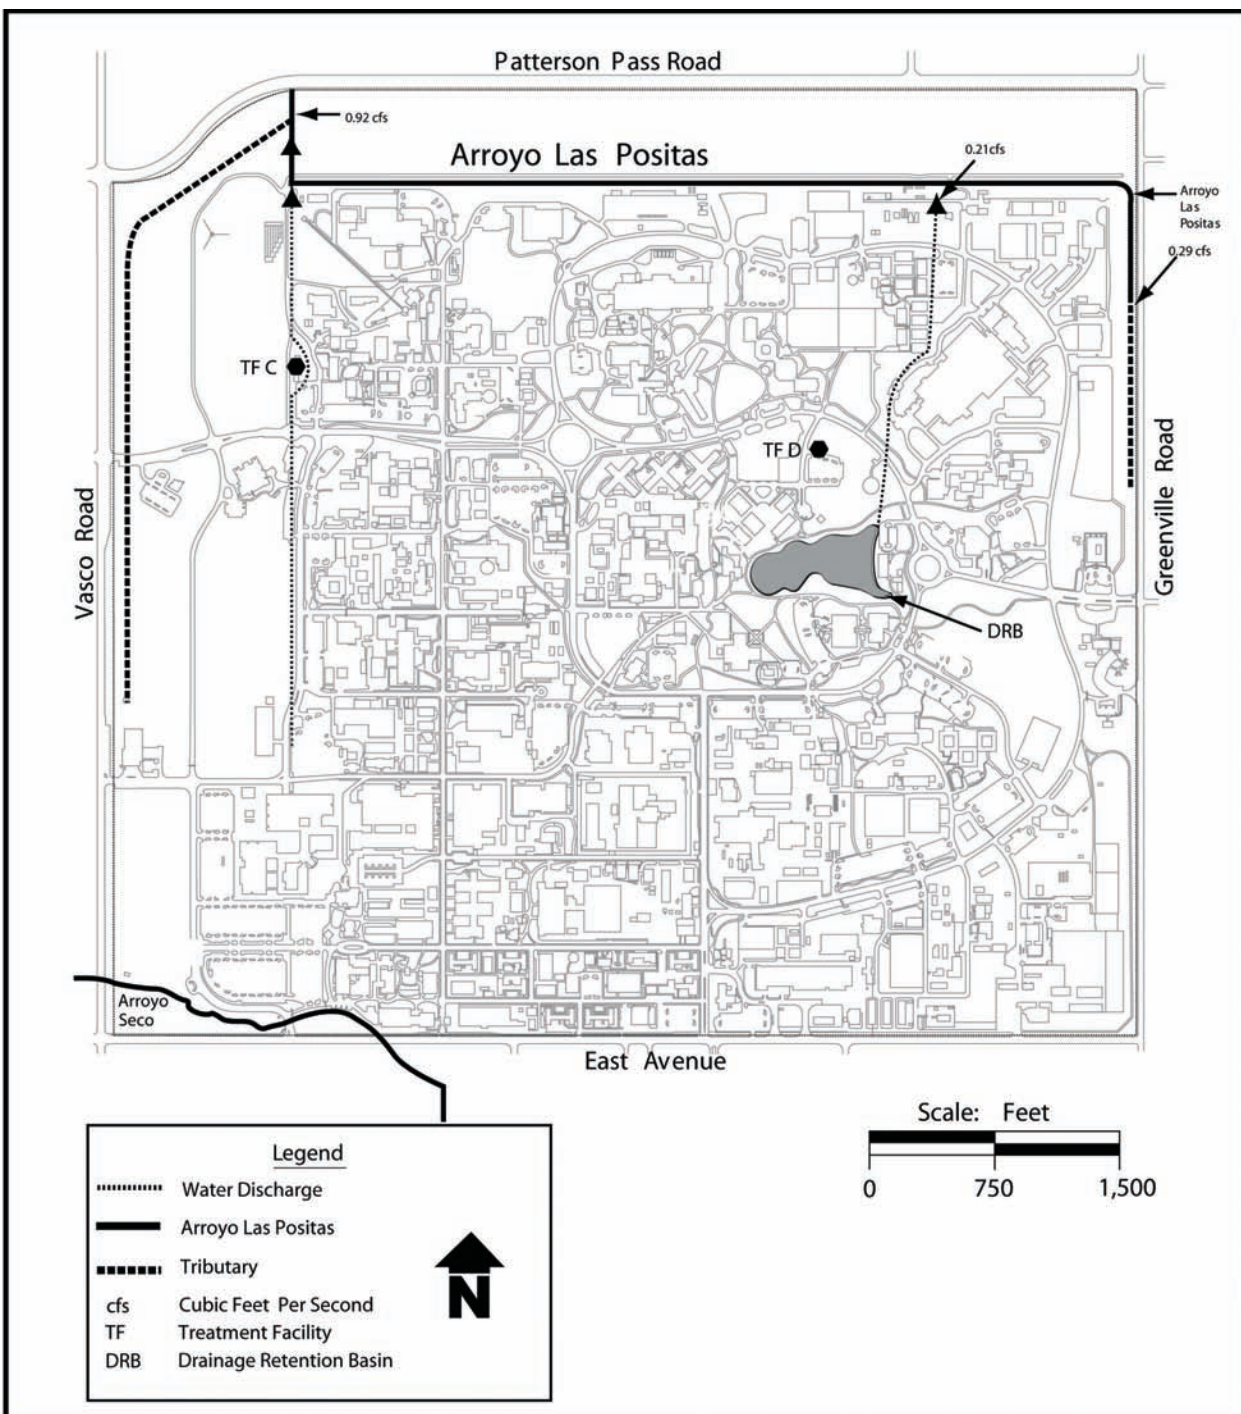 Patterson Pass Road
0.92 cfs
Arroyo Las Positas
0.21cfs
Arroyo
Las
Positas
0.29 cfs
TF C
TF D
Vasco Road
Greenville Road
DRB
Arroyo
Seco
East Avenue
Scale: Feet
0 750 1,500
Legend
Water Discharge
Arroyo Las Positas
Tributary
cfs Cubic Feet Per Second
TF Treatment Facility
DRB Drainage Retention Basin
N